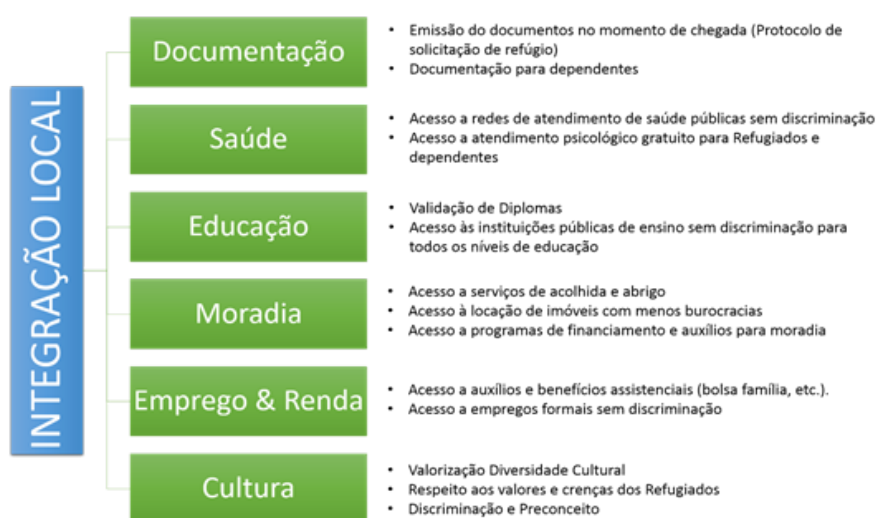 INTEGRAÇÃO LOCAL
Documentação
• Emissão do documentos no momento de chegada (Protocolo de
solicitação de refúgio)
• Documentação para dependentes
Saúde
• Acesso a redes de atendimento de saúde públicas sem discriminação
• Acesso a atendimento psicológico gratuito para Refugiados e
dependentes
Educação
• Validação de Diplomas
• Acesso às instituições públicas de ensino sem discriminação para
todos os níveis de educação
Moradia
• Acesso a serviços de acolhida e abrigo
• Acesso à locação de imóveis com menos burocracias
• Acesso a programas de financiamento e auxílios para moradia
Emprego & Renda
• Acesso a auxílios e benefícios assistenciais (bolsa família, etc.).
• Acesso a empregos formais sem discriminação
Cultura
• Valorização Diversidade Cultural
• Respeito aos valores e crenças dos Refugiados
• Discriminação e Preconceito